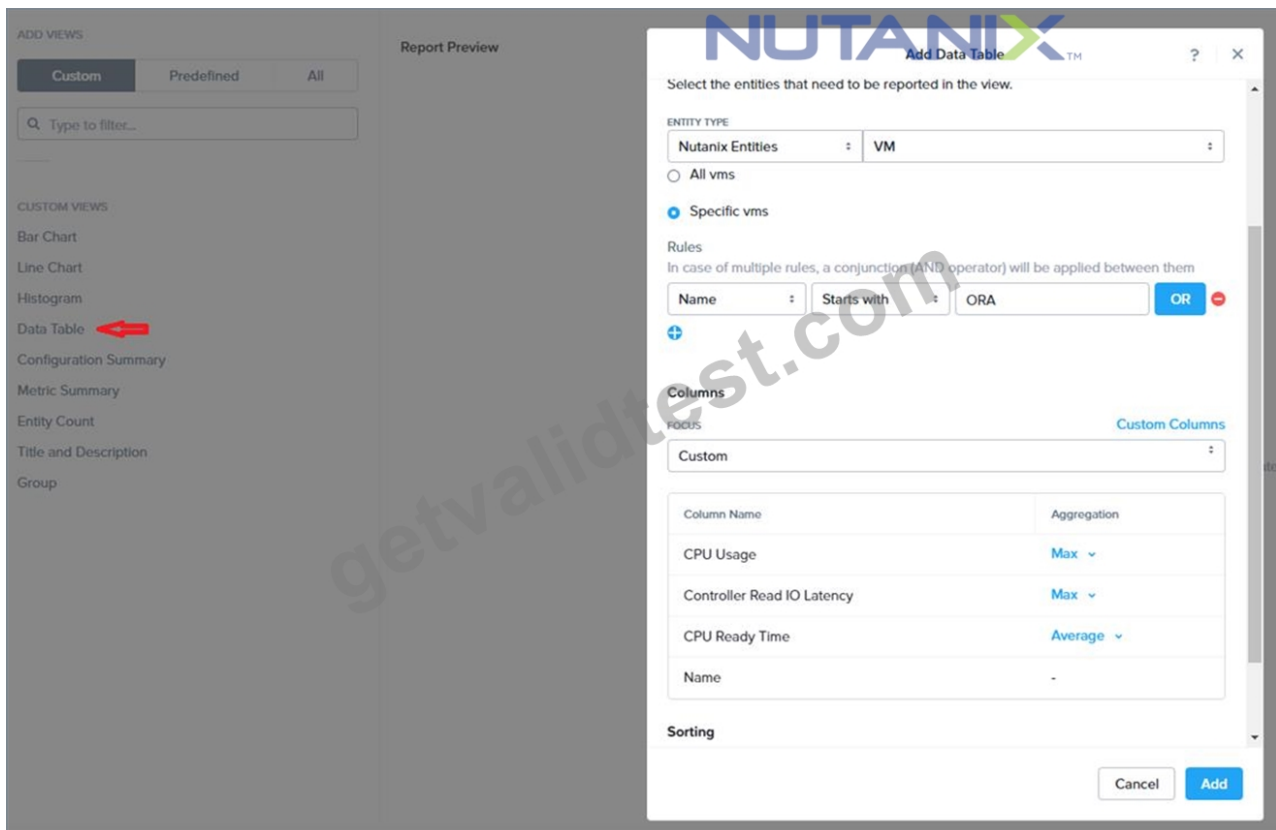 ADD VIEWS
Custom Predefined All
Type to filter...
CUSTOM VIEWS
Bar Chart
Line Chart
Histogram
Data Table
Configuration Summary
Metric Summary
Entity Count
Title and Description
Group
Report Preview
NUTANIX™
Add Data Table ?
Select the entities that need to be reported in the view.
ENTITY TYPE
Nutanix Entities VM
All vms
Specific vms
Rules
In case of multiple rules, a conjunction (AND operator) will be applied between them
Name Starts with ORA OR
Columns
FOCUS Custom Columns
Custom
Column Name Aggregation
CPU Usage Max
Controller Read IO Latency Max
CPU Ready Time Average
Name -
Sorting
Cancel Add
getvalidtest.com